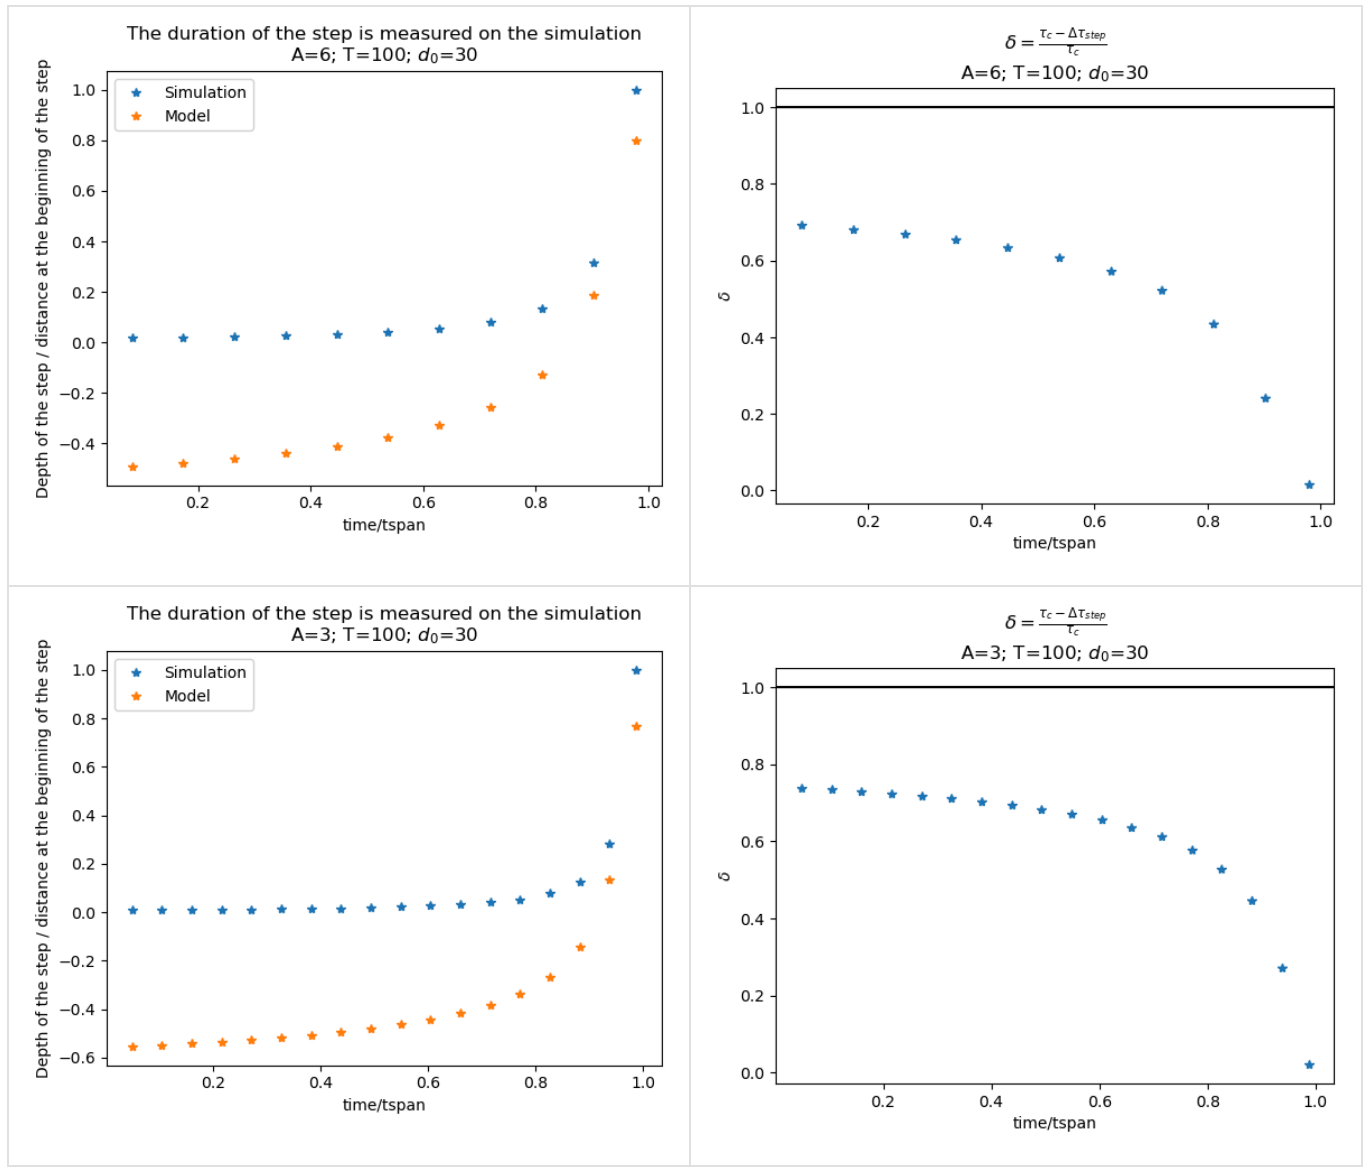 The duration of the step is measured on the simulation
A=6; T=100; d₀=30
Depth of the step / distance at the beginning of the step
1.0
0.8
0.6
0.4
0.2
0.0
−0.2
−0.4
Simulation
Model
0.2 0.4 0.6 0.8 1.0
time/tspan
δ = (τc − Δτstep)/τc
A=6; T=100; d₀=30
δ
1.0
0.8
0.6
0.4
0.2
0.0
0.2 0.4 0.6 0.8 1.0
time/tspan
The duration of the step is measured on the simulation
A=3; T=100; d₀=30
Depth of the step / distance at the beginning of the step
1.0
0.8
0.6
0.4
0.2
0.0
−0.2
−0.4
−0.6
Simulation
Model
0.2 0.4 0.6 0.8 1.0
time/tspan
δ = (τc − Δτstep)/τc
A=3; T=100; d₀=30
δ
1.0
0.8
0.6
0.4
0.2
0.0
0.2 0.4 0.6 0.8 1.0
time/tspan